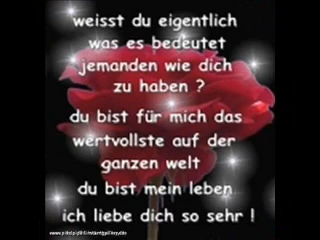 weisst du eigentlich
was es bedeutet
jemanden wie dich
zu haben ?
du bist für mich das
wertvollste auf der
ganzen welt
du bist mein leben
ich liebe dich so sehr !